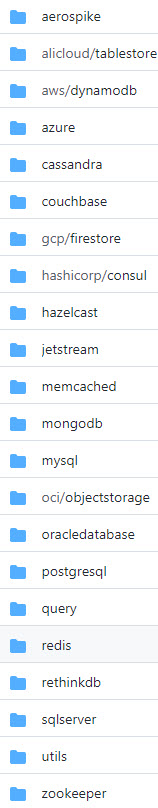 aerospike
alicloud/tablestore
aws/dynamodb
azure
cassandra
couchbase
gcp/firestore
hashicorp/consul
hazelcast
jetstream
memcached
mongodb
mysql
oci/objectstorage
oracledatabase
postgresql
query
redis
rethinkdb
sqlserver
utils
zookeeper